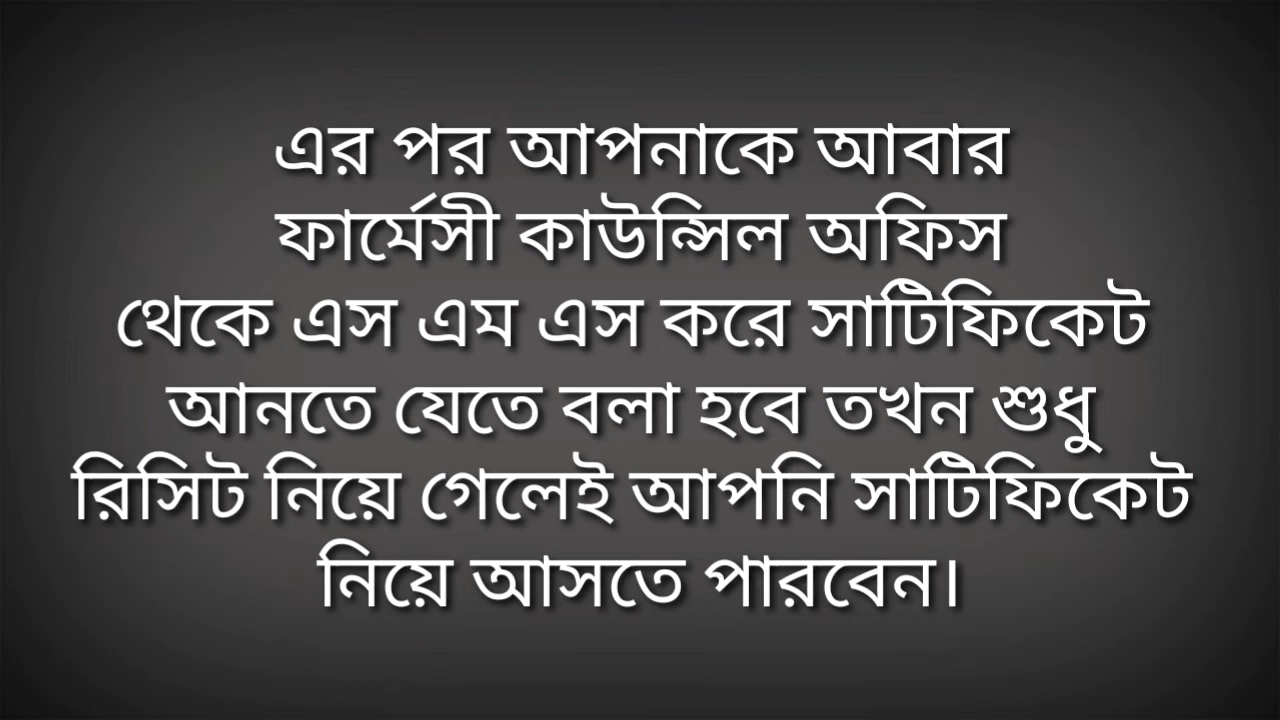 এর পর আপনাকে আবার
ফার্মেসী কাউন্সিল অফিস
থেকে এস এম এস করে সাটিফিকেট
আনতে যেতে বলা হবে তখন শুধু
রিসিট নিয়ে গেলেই আপনি সাটিফিকেট
নিয়ে আসতে পারবেন।